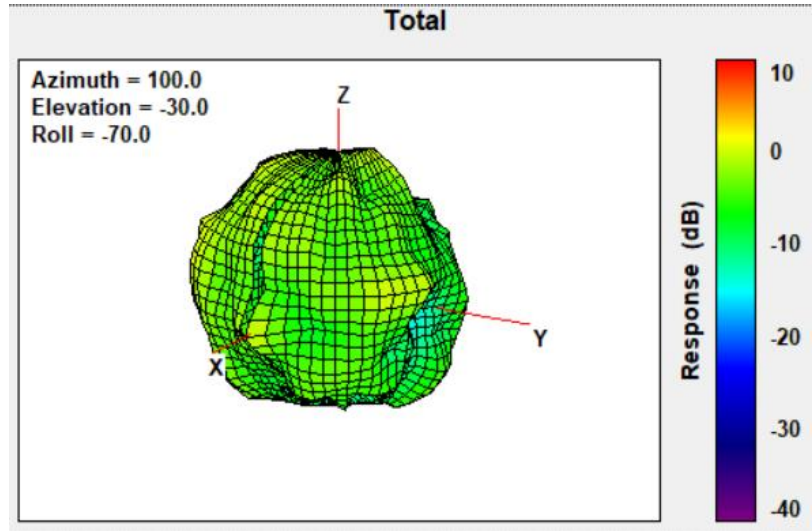 Total
Azimuth = 100.0
Elevation = -30.0
Roll = -70.0
Z
Y
X
10
0
-10
-20
-30
-40
Response (dB)